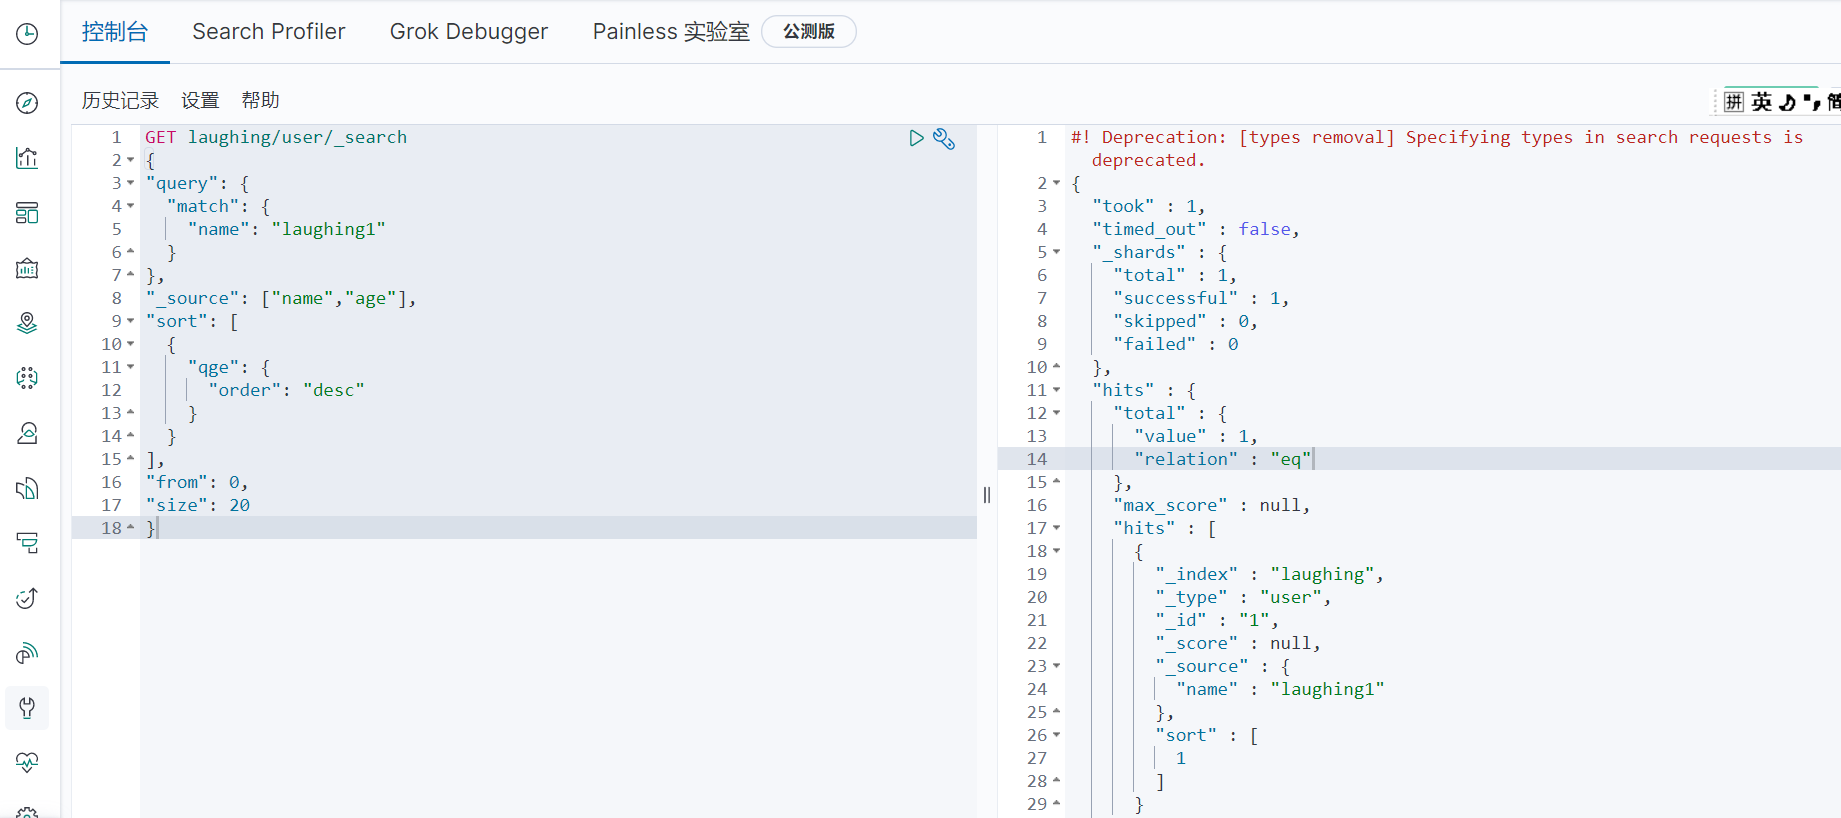 控制台 Search Profiler Grok Debugger Painless 实验室 公测版
历史记录 设置 帮助
拼 英 简
1 GET laughing/user/_search
2 {
3 "query": {
4 "match": {
5 "name": "laughing1"
6 }
7 },
8 "_source": ["name","age"],
9 "sort": [
10 {
11 "qge": {
12 "order": "desc"
13 }
14 }
15 ],
16 "from": 0,
17 "size": 20
18 }
1 #! Deprecation: [types removal] Specifying types in search requests is
deprecated.
2 {
3 "took" : 1,
4 "timed_out" : false,
5 "_shards" : {
6 "total" : 1,
7 "successful" : 1,
8 "skipped" : 0,
9 "failed" : 0
10 },
11 "hits" : {
12 "total" : {
13 "value" : 1,
14 "relation" : "eq"
15 },
16 "max_score" : null,
17 "hits" : [
18 {
19 "_index" : "laughing",
20 "_type" : "user",
21 "_id" : "1",
22 "_score" : null,
23 "_source" : {
24 "name" : "laughing1"
25 },
26 "sort" : [
27 1
28 ]
29 }